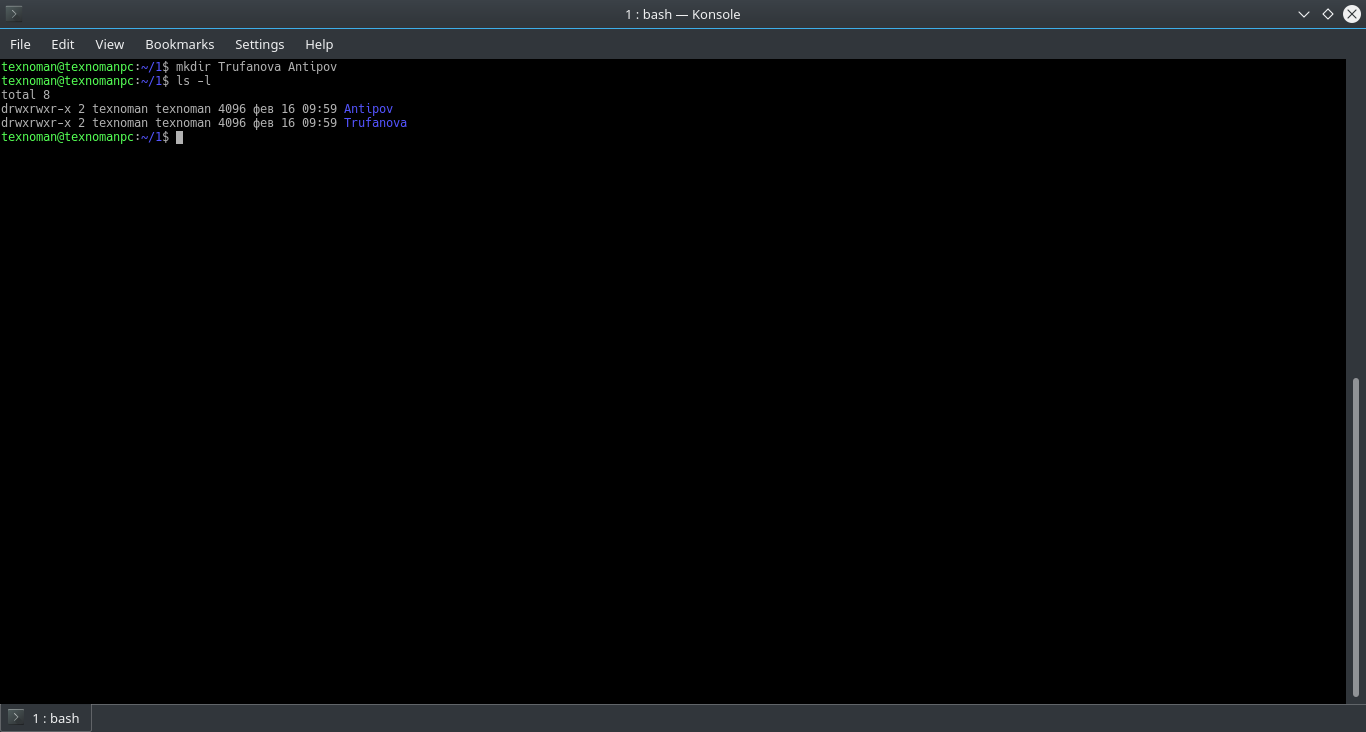 1 : bash — Konsole
File Edit View Bookmarks Settings Help
texnoman@texnomanpc:~/1$ mkdir Trufanova Antipov
texnoman@texnomanpc:~/1$ ls -l
total 8
drwxrwxr-x 2 texnoman texnoman 4096 фев 16 09:59 Antipov
drwxrwxr-x 2 texnoman texnoman 4096 фев 16 09:59 Trufanova
texnoman@texnomanpc:~/1$
1 : bash